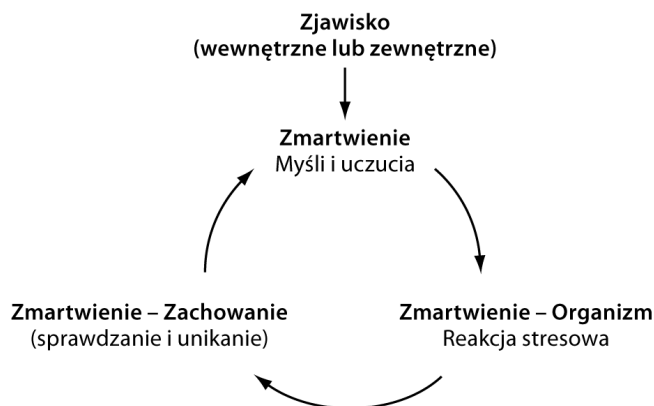 Zjawisko
(wewnętrzne lub zewnętrzne)
Zmartwienie
Myśli i uczucia
Zmartwienie – Zachowanie
(sprawdzanie i unikanie)
Zmartwienie – Organizm
Reakcja stresowa